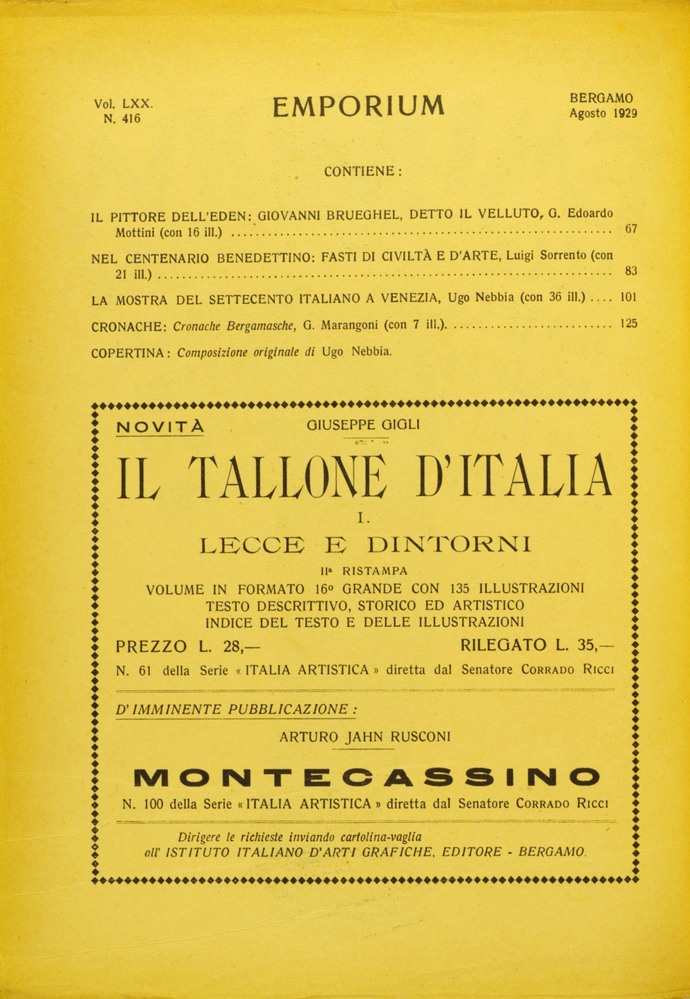 Vol. LXX.
N. 416
EMPORIUM
BERGAMO
Agosto 1929
CONTIENE:
IL PITTORE DELL'EDEN: GIOVANNI BRUEGHEL, DETTO IL VELLUTO, G. Edoardo
Mottini (con 16 ill.) ............................................................ 67
NEL CENTENARIO BENEDETTINO: FASTI DI CIVILTÀ E D'ARTE, Luigi Sorrento (con
21 ill.) ........................................................................ 83
LA MOSTRA DEL SETTECENTO ITALIANO A VENEZIA, Ugo Nebbia (con 36 ill.) .... 101
CRONACHE: Cronache Bergamasche, G. Marangoni (con 7 ill.). .......................... 125
COPERTINA: Composizione originale di Ugo Nebbia.
NOVITÀ
GIUSEPPE GIGLI
IL TALLONE D'ITALIA
I.
LECCE E DINTORNI
IIª RISTAMPA
VOLUME IN FORMATO 16º GRANDE CON 135 ILLUSTRAZIONI
TESTO DESCRITTIVO, STORICO ED ARTISTICO
INDICE DEL TESTO E DELLE ILLUSTRAZIONI
PREZZO L. 28,— RILEGATO L. 35,—
N. 61 della Serie « ITALIA ARTISTICA » diretta dal Senatore CORRADO RICCI
D'IMMINENTE PUBBLICAZIONE:
ARTURO JAHN RUSCONI
MONTECASSINO
N. 100 della Serie « ITALIA ARTISTICA » diretta dal Senatore CORRADO RICCI
Dirigere le richieste inviando cartolina-vaglia
all' ISTITUTO ITALIANO D'ARTI GRAFICHE, EDITORE - BERGAMO.